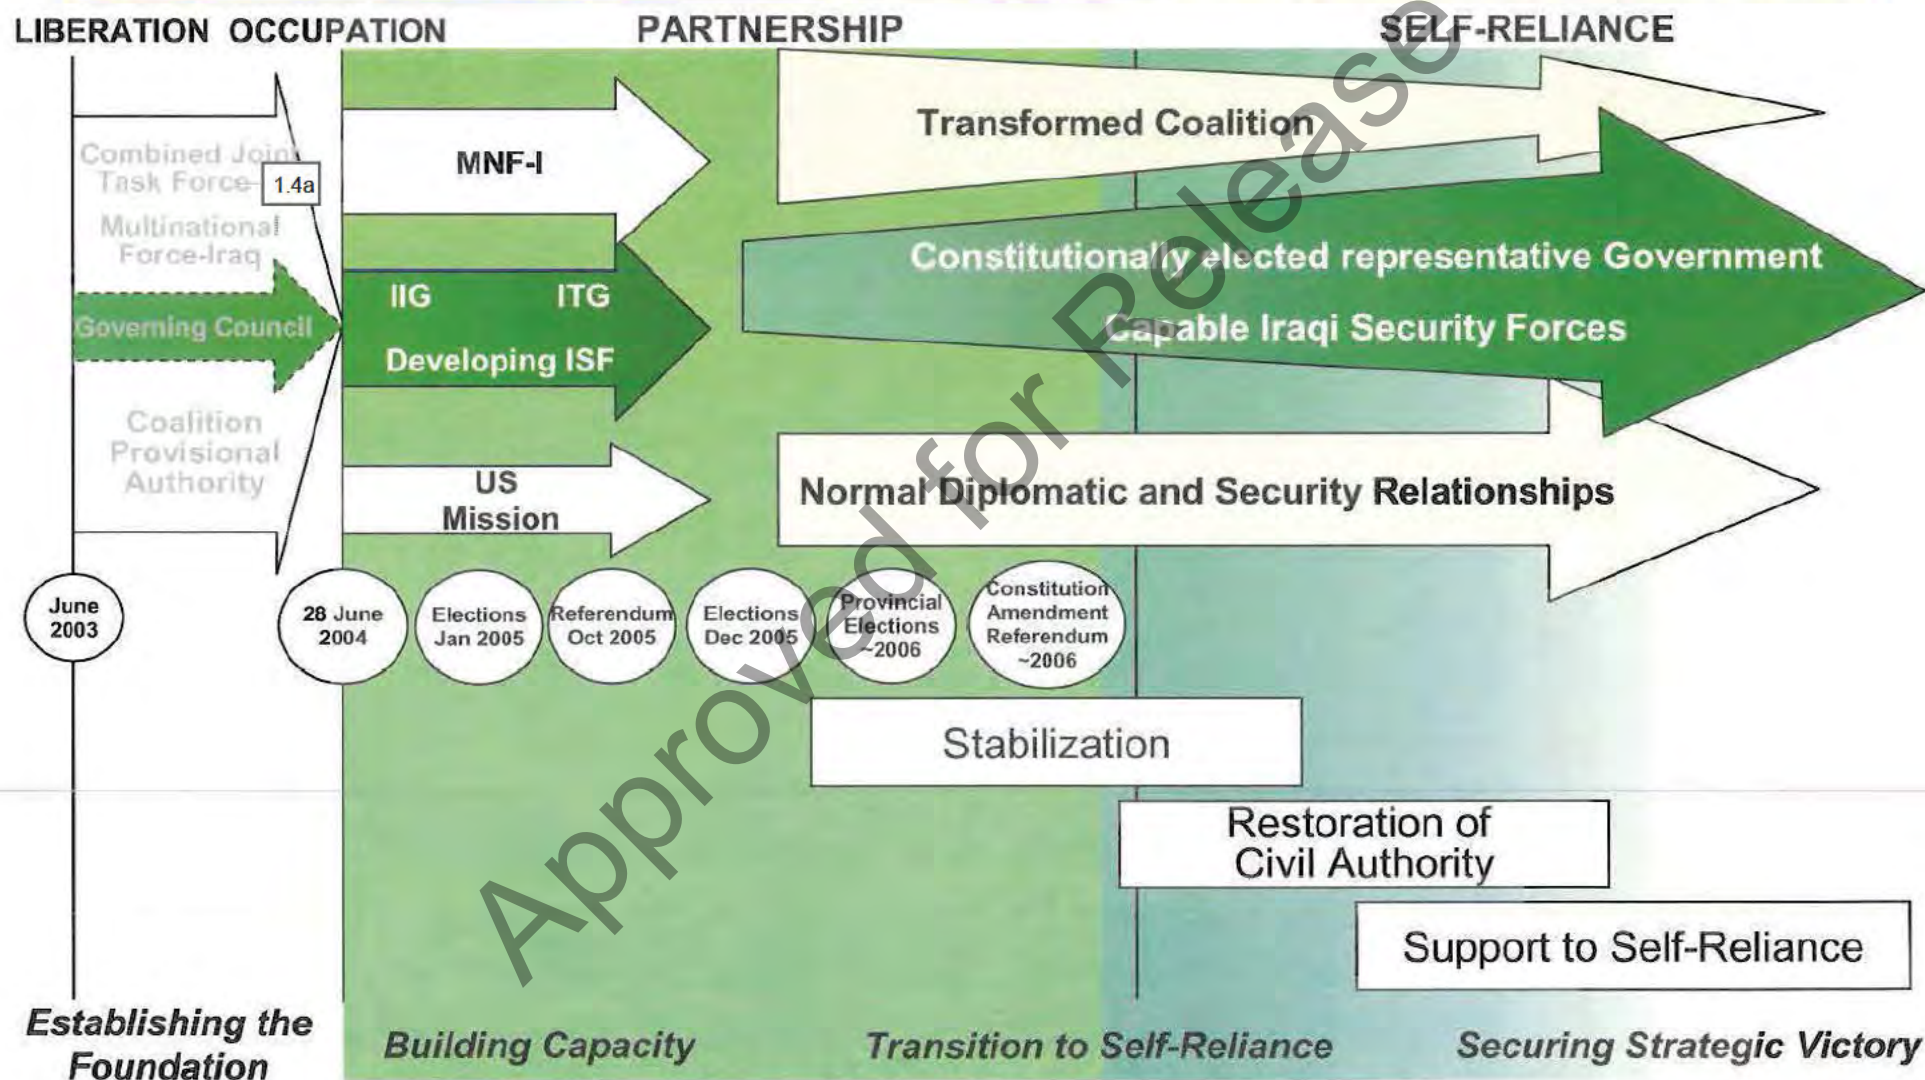 LIBERATION OCCUPATION PARTNERSHIP SELF-RELIANCE
Combined Joint
Task Force-
1.4a
Multinational
Force-Iraq
Governing Council
Coalition
Provisional
Authority
MNF-I
IIG ITG
Developing ISF
US
Mission
Transformed Coalition
Constitutionally elected representative Government
Capable Iraqi Security Forces
Normal Diplomatic and Security Relationships
June
2003
28 June
2004
Elections
Jan 2005
Referendum
Oct 2005
Elections
Dec 2005
Provincial
Elections
~2006
Constitution
Amendment
Referendum
~2006
Stabilization
Restoration of
Civil Authority
Support to Self-Reliance
Establishing the
Foundation
Building Capacity
Transition to Self-Reliance
Securing Strategic Victory
Approved for Release